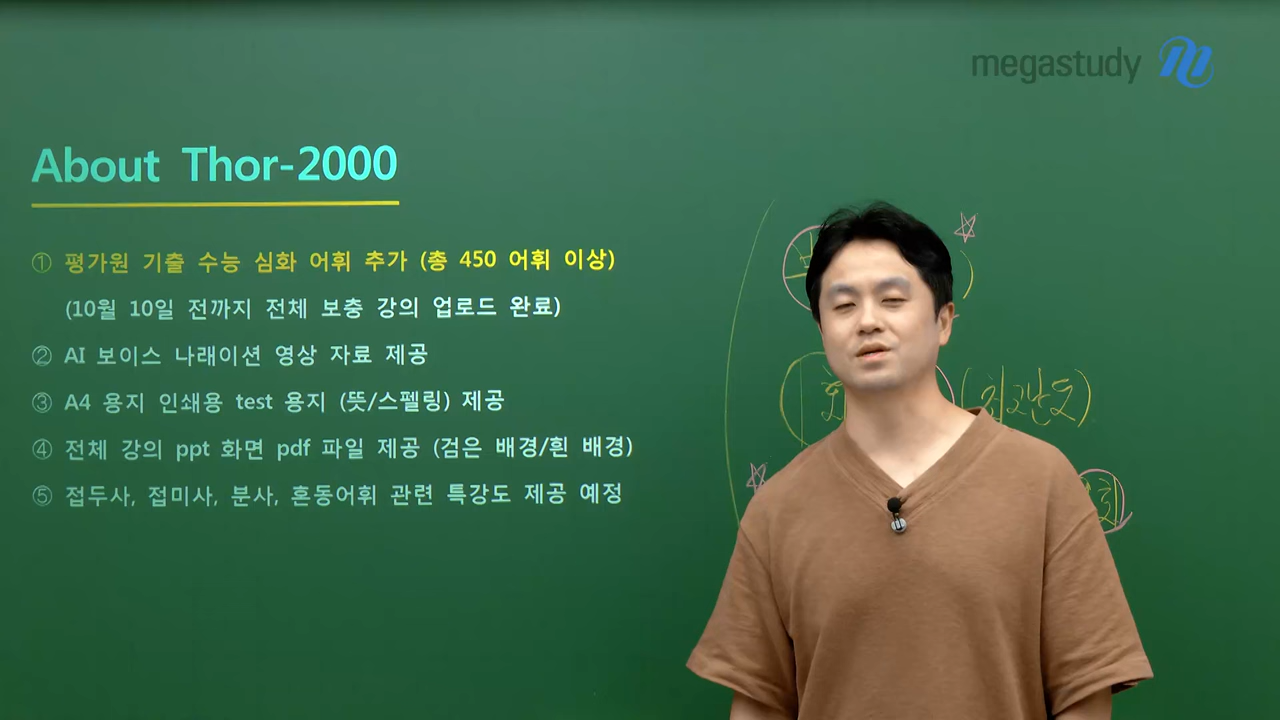 megastudy
About Thor-2000
① 평가원 기출 수능 심화 어휘 추가 (총 450 어휘 이상)
(10월 10일 전까지 전체 보충 강의 업로드 완료)
② AI 보이스 나래이션 영상 자료 제공
③ A4 용지 인쇄용 test 용지 (뜻/스펠링) 제공
④ 전체 강의 ppt 화면 pdf 파일 제공 (검은 배경/흰 배경)
⑤ 접두사, 접미사, 분사, 혼동어휘 관련 특강도 제공 예정